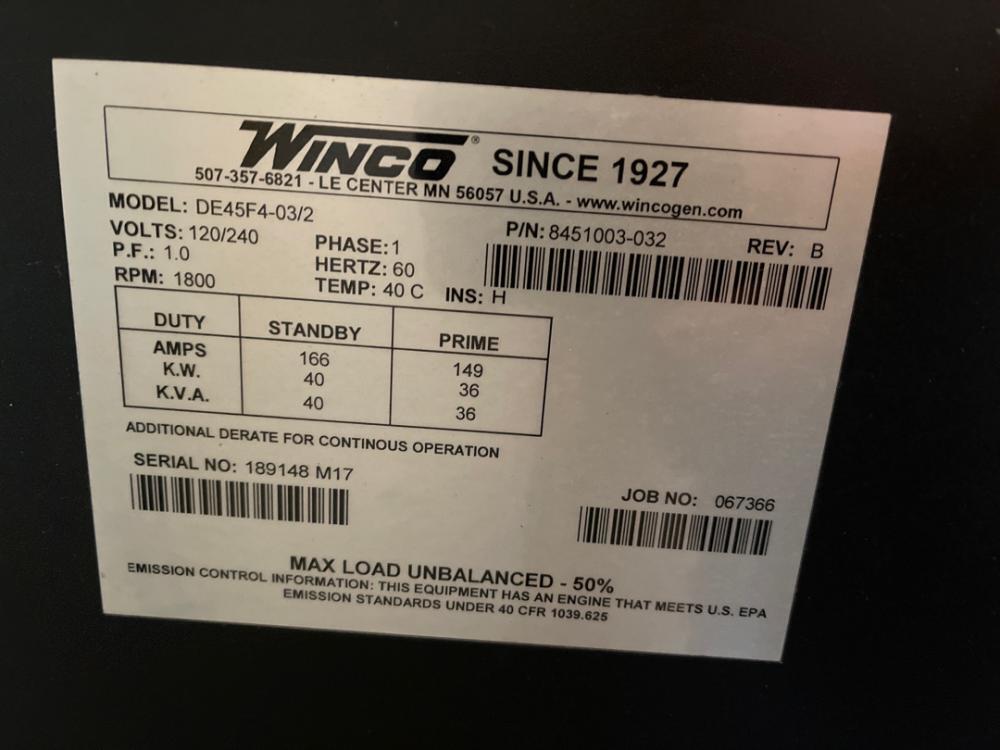 WINCO® SINCE 1927
507-357-6821 - LE CENTER MN 56057 U.S.A. - www.wincogen.com
MODEL: DE45F4-03/2
VOLTS: 120/240 PHASE: 1 P/N: 8451003-032 REV: B
P.F.: 1.0 HERTZ: 60
RPM: 1800 TEMP: 40 C INS: H
DUTY STANDBY PRIME
AMPS 166 149
K.W. 40 36
K.V.A. 40 36
ADDITIONAL DERATE FOR CONTINOUS OPERATION
SERIAL NO: 189148 M17
JOB NO: 067366
MAX LOAD UNBALANCED - 50%
EMISSION CONTROL INFORMATION: THIS EQUIPMENT HAS AN ENGINE THAT MEETS U.S. EPA
EMISSION STANDARDS UNDER 40 CFR 1039.625